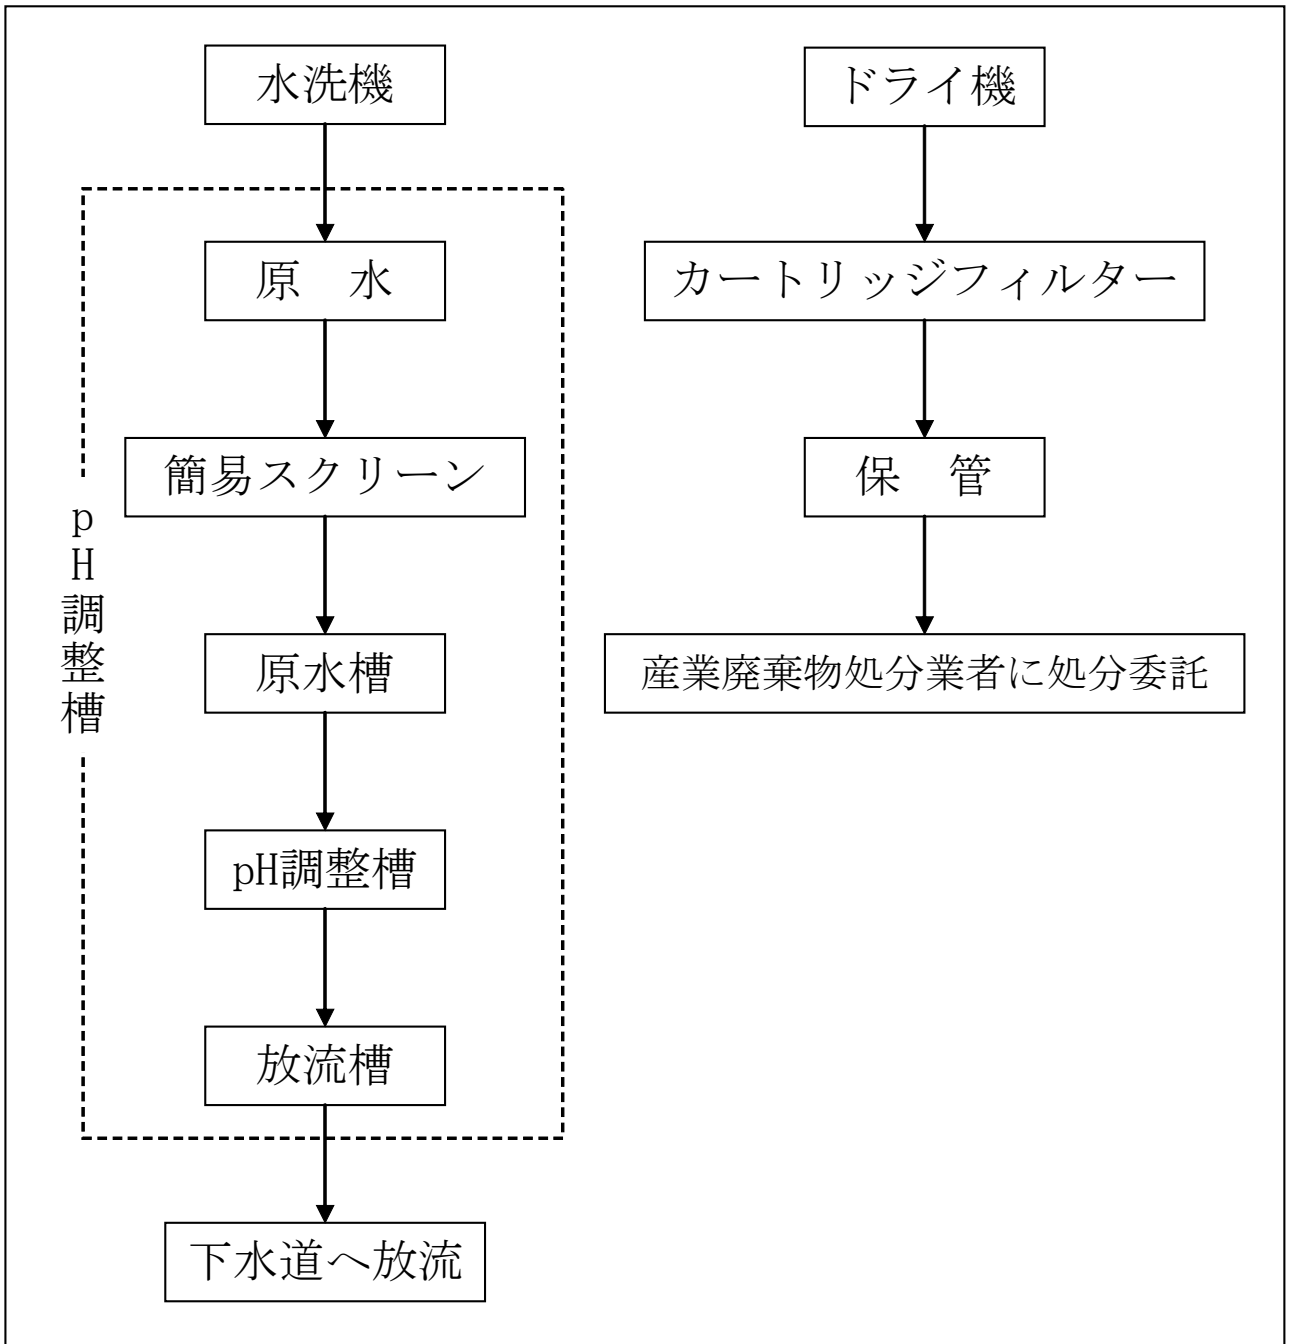 水洗機
原　水
簡易スクリーン
原水槽
pH調整槽
放流槽
下水道へ放流
pH調整槽
ドライ機
カートリッジフィルター
保　管
産業廃棄物処分業者に処分委託